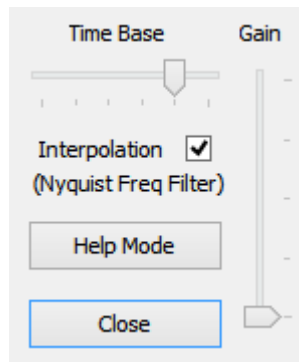 Time Base
Gain
Interpolation
(Nyquist Freq Filter)
Help Mode
Close